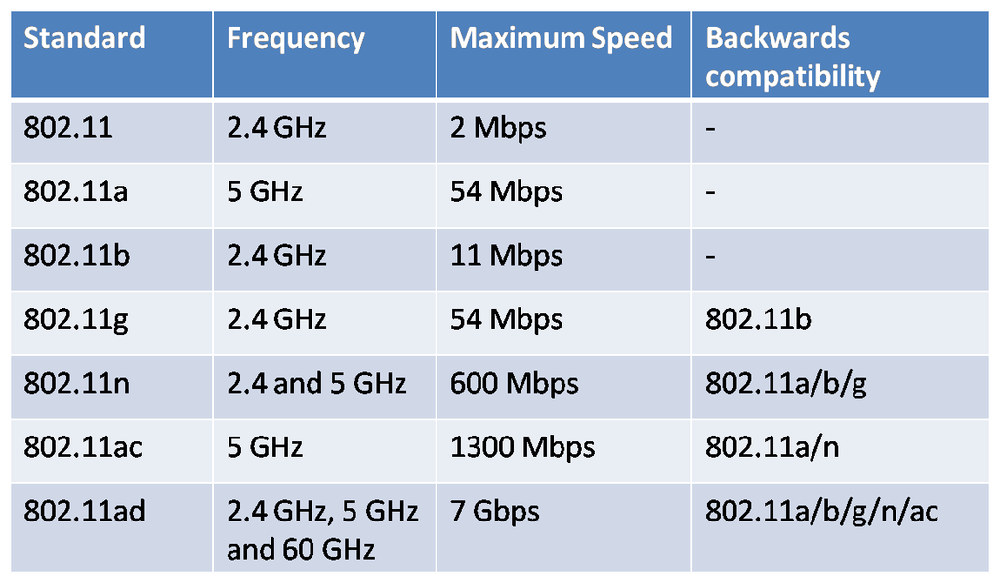 Standard Frequency Maximum Speed Backwards
compatibility
802.11 2.4 GHz 2 Mbps -
802.11a 5 GHz 54 Mbps -
802.11b 2.4 GHz 11 Mbps -
802.11g 2.4 GHz 54 Mbps 802.11b
802.11n 2.4 and 5 GHz 600 Mbps 802.11a/b/g
802.11ac 5 GHz 1300 Mbps 802.11a/n
802.11ad 2.4 GHz, 5 GHz 7 Gbps 802.11a/b/g/n/ac
and 60 GHz